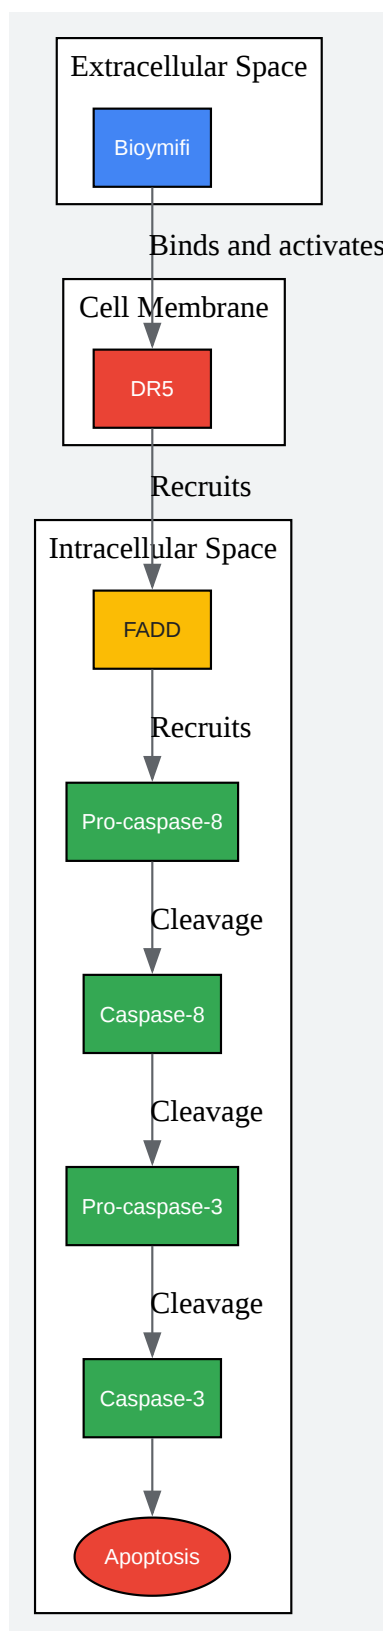 Extracellular Space
Bioymifi
Binds and activates
Cell Membrane
DR5
Recruits
Intracellular Space
FADD
Recruits
Pro-caspase-8
Cleavage
Caspase-8
Cleavage
Pro-caspase-3
Cleavage
Caspase-3
Apoptosis